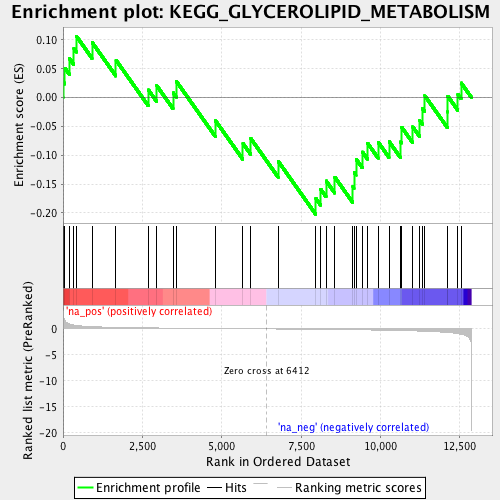 Enrichment plot: KEGG_GLYCEROLIPID_METABOLISM
Enrichment score (ES)
0.10
0.05
0.00
-0.05
-0.10
-0.15
-0.20
'na_pos' (positively correlated)
Ranked list metric (PreRanked)
0
-5
-10
-15
-20
Zero cross at 6412
'na_neg' (negatively correlated)
0
2,500
5,000
7,500
10,000
12,500
Rank in Ordered Dataset
Enrichment profile
Hits
Ranking metric scores